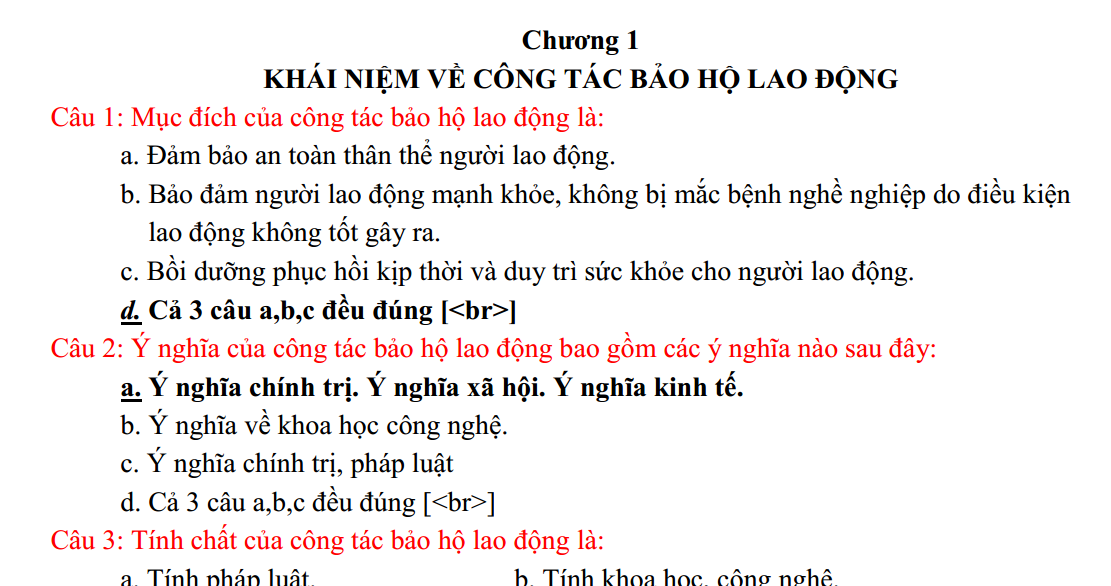 Chương 1
KHÁI NIỆM VỀ CÔNG TÁC BẢO HỘ LAO ĐỘNG
Câu 1: Mục đích của công tác bảo hộ lao động là:
a. Đảm bảo an toàn thân thể người lao động.
b. Bảo đảm người lao động mạnh khỏe, không bị mắc bệnh nghề nghiệp do điều kiện
lao động không tốt gây ra.
c. Bồi dưỡng phục hồi kịp thời và duy trì sức khỏe cho người lao động.
d. Cả 3 câu a,b,c đều đúng [<br>]
Câu 2: Ý nghĩa của công tác bảo hộ lao động bao gồm các ý nghĩa nào sau đây:
a. Ý nghĩa chính trị. Ý nghĩa xã hội. Ý nghĩa kinh tế.
b. Ý nghĩa về khoa học công nghệ.
c. Ý nghĩa chính trị, pháp luật
d. Cả 3 câu a,b,c đều đúng [<br>]
Câu 3: Tính chất của công tác bảo hộ lao động là:
a. Tính pháp luật. b. Tính khoa học, công nghệ.